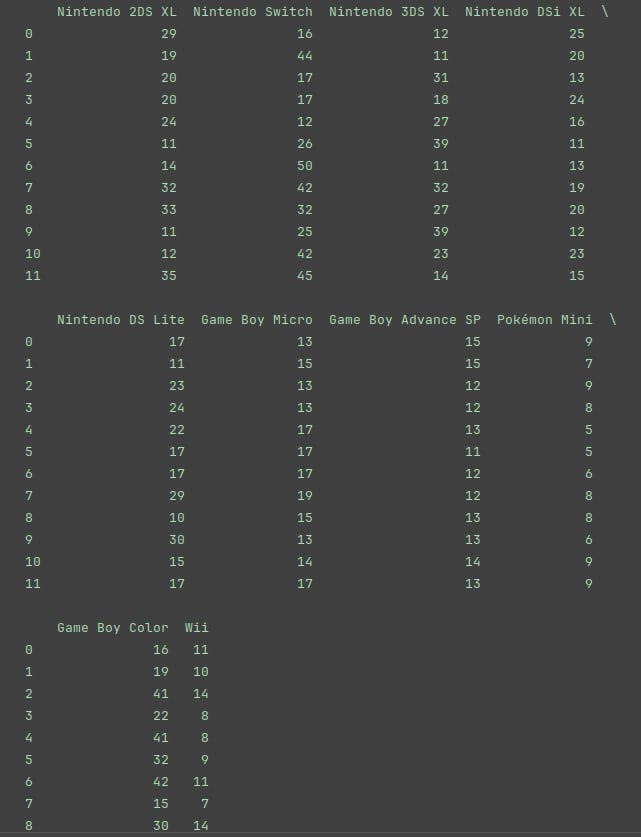 Nintendo 2DS XL  Nintendo Switch  Nintendo 3DS XL  Nintendo DSi XL  \
0                29               16               12               25
1                19               44               11               20
2                20               17               31               13
3                20               17               18               24
4                24               12               27               16
5                11               26               39               11
6                14               50               11               13
7                32               42               32               19
8                33               32               27               20
9                11               25               39               12
10               12               42               23               23
11               35               45               14               15
Nintendo DS Lite  Game Boy Micro  Game Boy Advance SP  Pokémon Mini  \
0                 17              13                   15             9
1                 11              15                   15             7
2                 23              13                   12             9
3                 24              13                   12             8
4                 22              17                   13             5
5                 17              17                   11             5
6                 17              17                   12             6
7                 29              19                   12             8
8                 10              15                   13             8
9                 30              13                   13             6
10                15              14                   14             9
11                17              17                   13             9
Game Boy Color  Wii
0               16   11
1               19   10
2               41   14
3               22    8
4               41    8
5               32    9
6               42   11
7               15    7
8               30   14